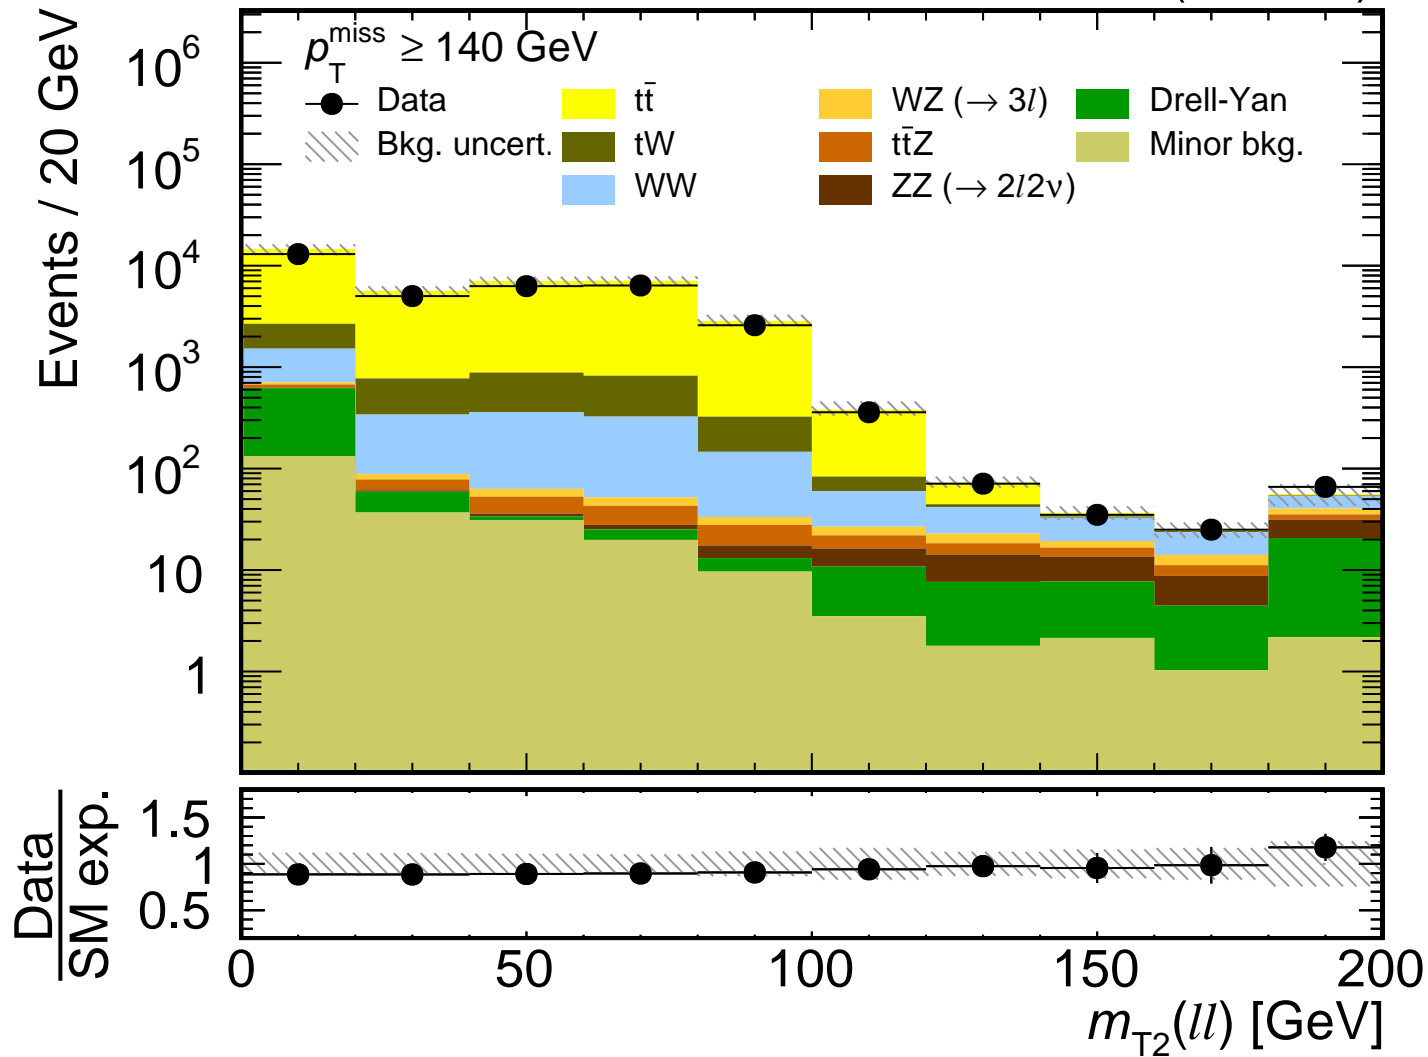 p_T^miss ≥ 140 GeV
Data
Bkg. uncert.
tt̄
tW
WW
WZ (→ 3l)
tt̄Z
ZZ (→ 2l2ν)
Drell-Yan
Minor bkg.
Events / 20 GeV
10^6
10^5
10^4
10^3
10^2
10
1
Data
SM exp.
1.5
1
0.5
0 50 100 150 200
m_T2(ll) [GeV]